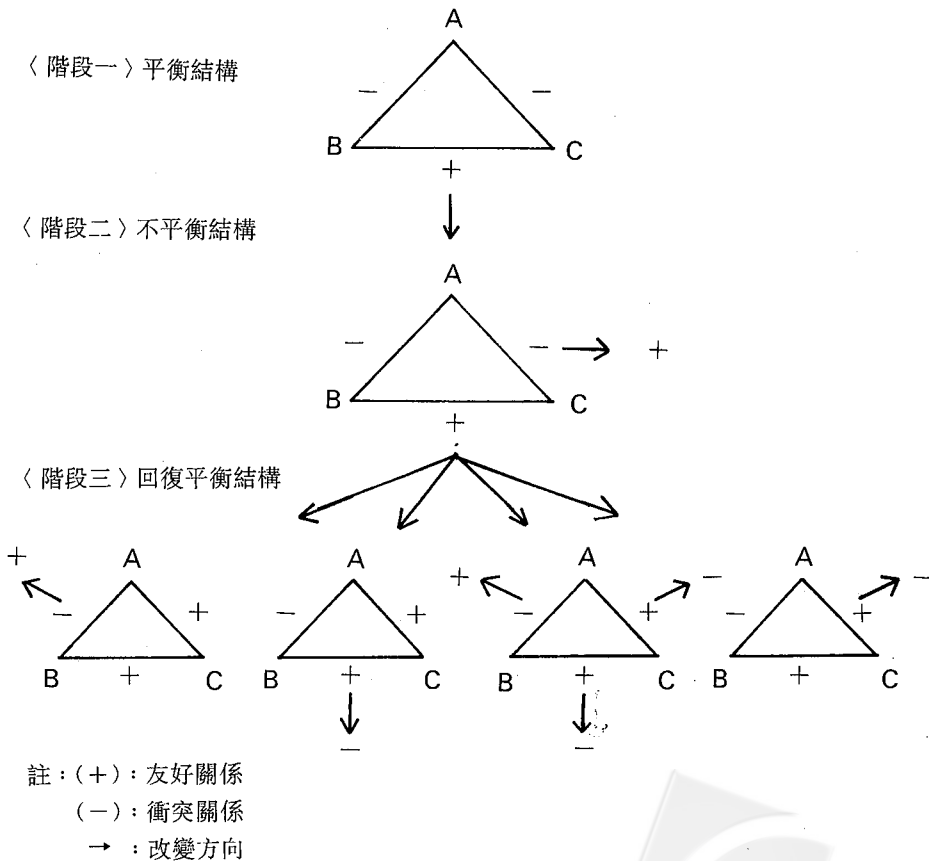 A
〈階段一〉平衡結構
− −
B C
+
〈階段二〉不平衡結構
A
− − → +
B C
+
〈階段三〉回復平衡結構
+ A A + A − A −
− + − + − + − +
B + C B + C B + C B + C
− −
註：(+)：友好關係
(−)：衝突關係
→ ：改變方向